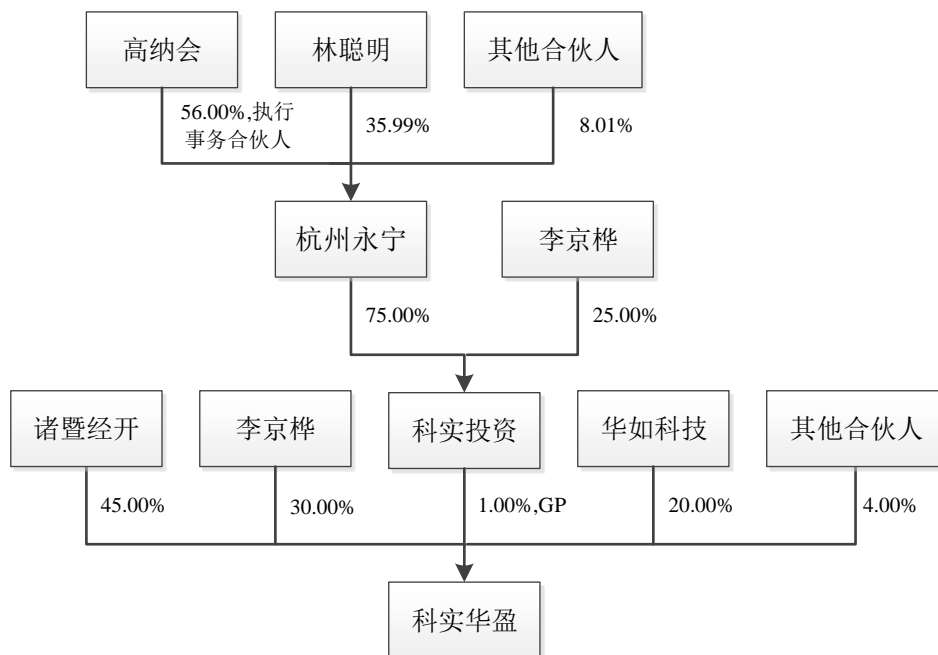 高纳会
林聪明
其他合伙人
56.00%,执行
事务合伙人
35.99%
8.01%
杭州永宁
李京桦
75.00%
25.00%
诸暨经开
李京桦
科实投资
华如科技
其他合伙人
45.00%
30.00%
1.00%,GP
20.00%
4.00%
科实华盈